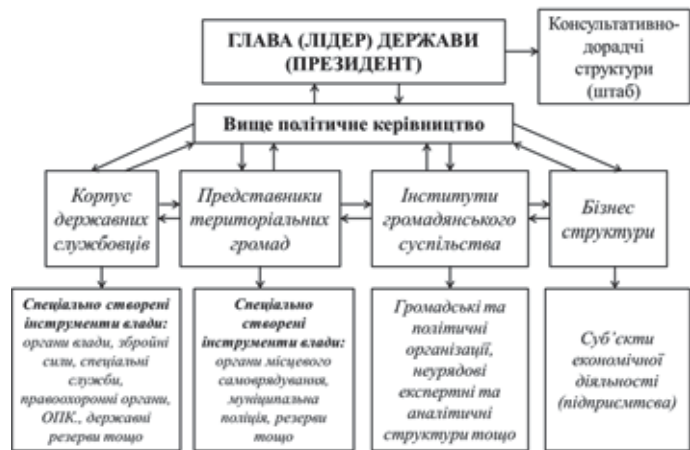 ГЛАВА (ЛІДЕР) ДЕРЖАВИ
(ПРЕЗИДЕНТ)
Консультативно-
дорадчі
структури
(штаб)
Вище політичне керівництво
Корпус
державних
службовців
Представники
територіальних
громад
Інститути
громадянського
суспільства
Бізнес
структури
Спеціально створені
інструменти влади:
органи влади, збройні
сили, спеціальні
служби,
правоохоронні органи,
ОПК., державні
резерви тощо
Спеціально
створені
інструменти влади:
органи місцевого
самоврядування,
муніципальна
поліція, резерви
тощо
Громадські та
політичні
організації,
неурядові
експертні та
аналітичні
структури тощо
Суб´єкти
економічної
діяльності
(підприємтсва)